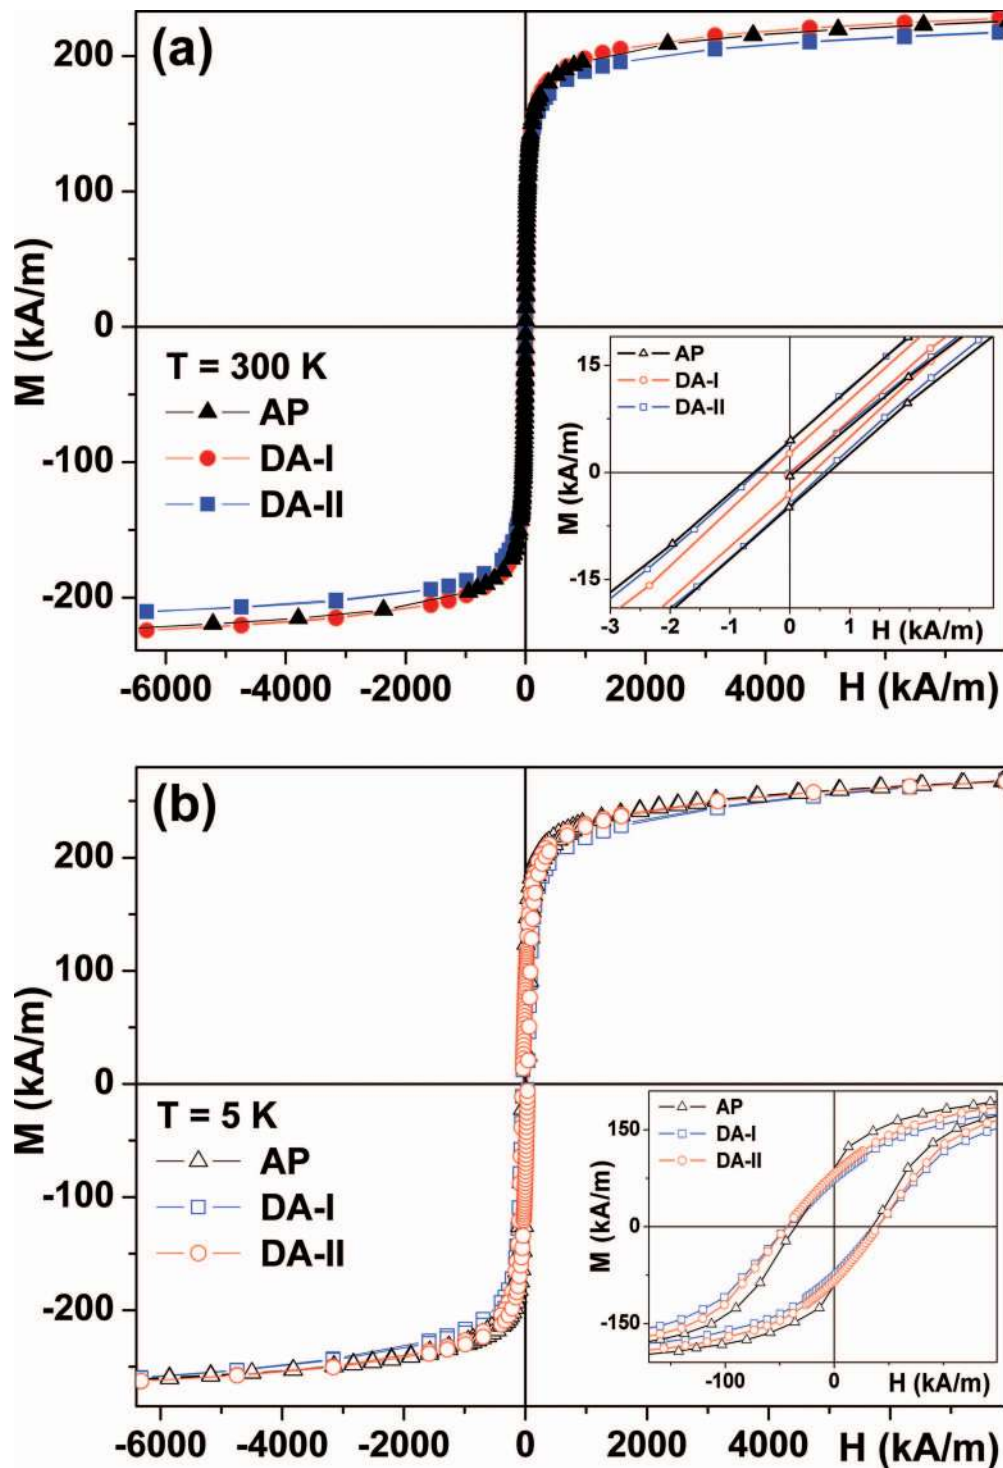 (a)
M (kA/m)
200
100
0
-100
-200
T = 300 K
AP
DA-I
DA-II
M (kA/m)
15
0
-15
AP
DA-I
DA-II
-3
-2
-1
0
1
H (kA/m)
-6000
-4000
-2000
0
2000
4000
H (kA/m)
(b)
M (kA/m)
200
100
0
-100
-200
T = 5 K
AP
DA-I
DA-II
M (kA/m)
150
0
-150
AP
DA-I
DA-II
-100
0
H (kA/m)
-6000
-4000
-2000
0
2000
4000
H (kA/m)